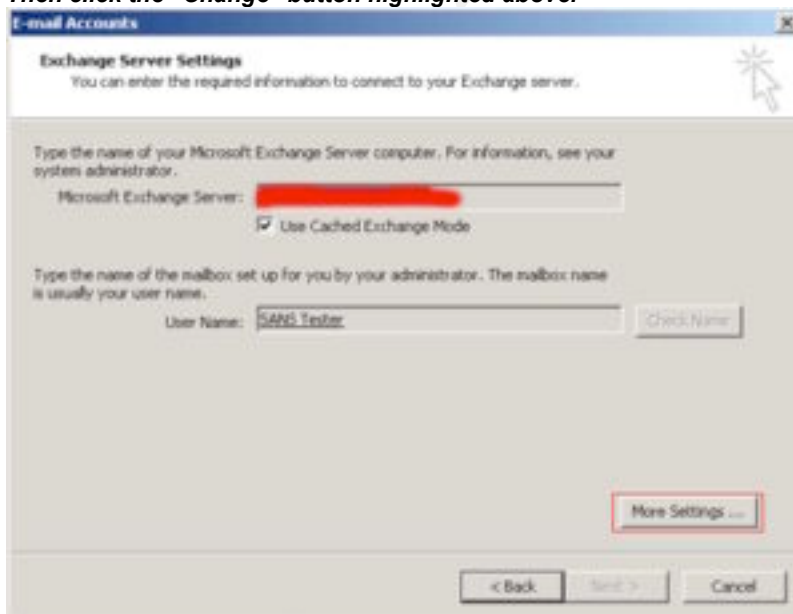 Then click the "Change" button highlighted above.
E-mail Accounts
Exchange Server Settings
You can enter the required information to connect to your Exchange server.
Type the name of your Microsoft Exchange Server computer. For information, see your
system administrator.
Microsoft Exchange Server:
Use Cached Exchange Mode
Type the name of the mailbox set up for you by your administrator. The mailbox name
is usually your user name.
User Name: SANS Tester Check Name
More Settings ...
< Back Next > Cancel